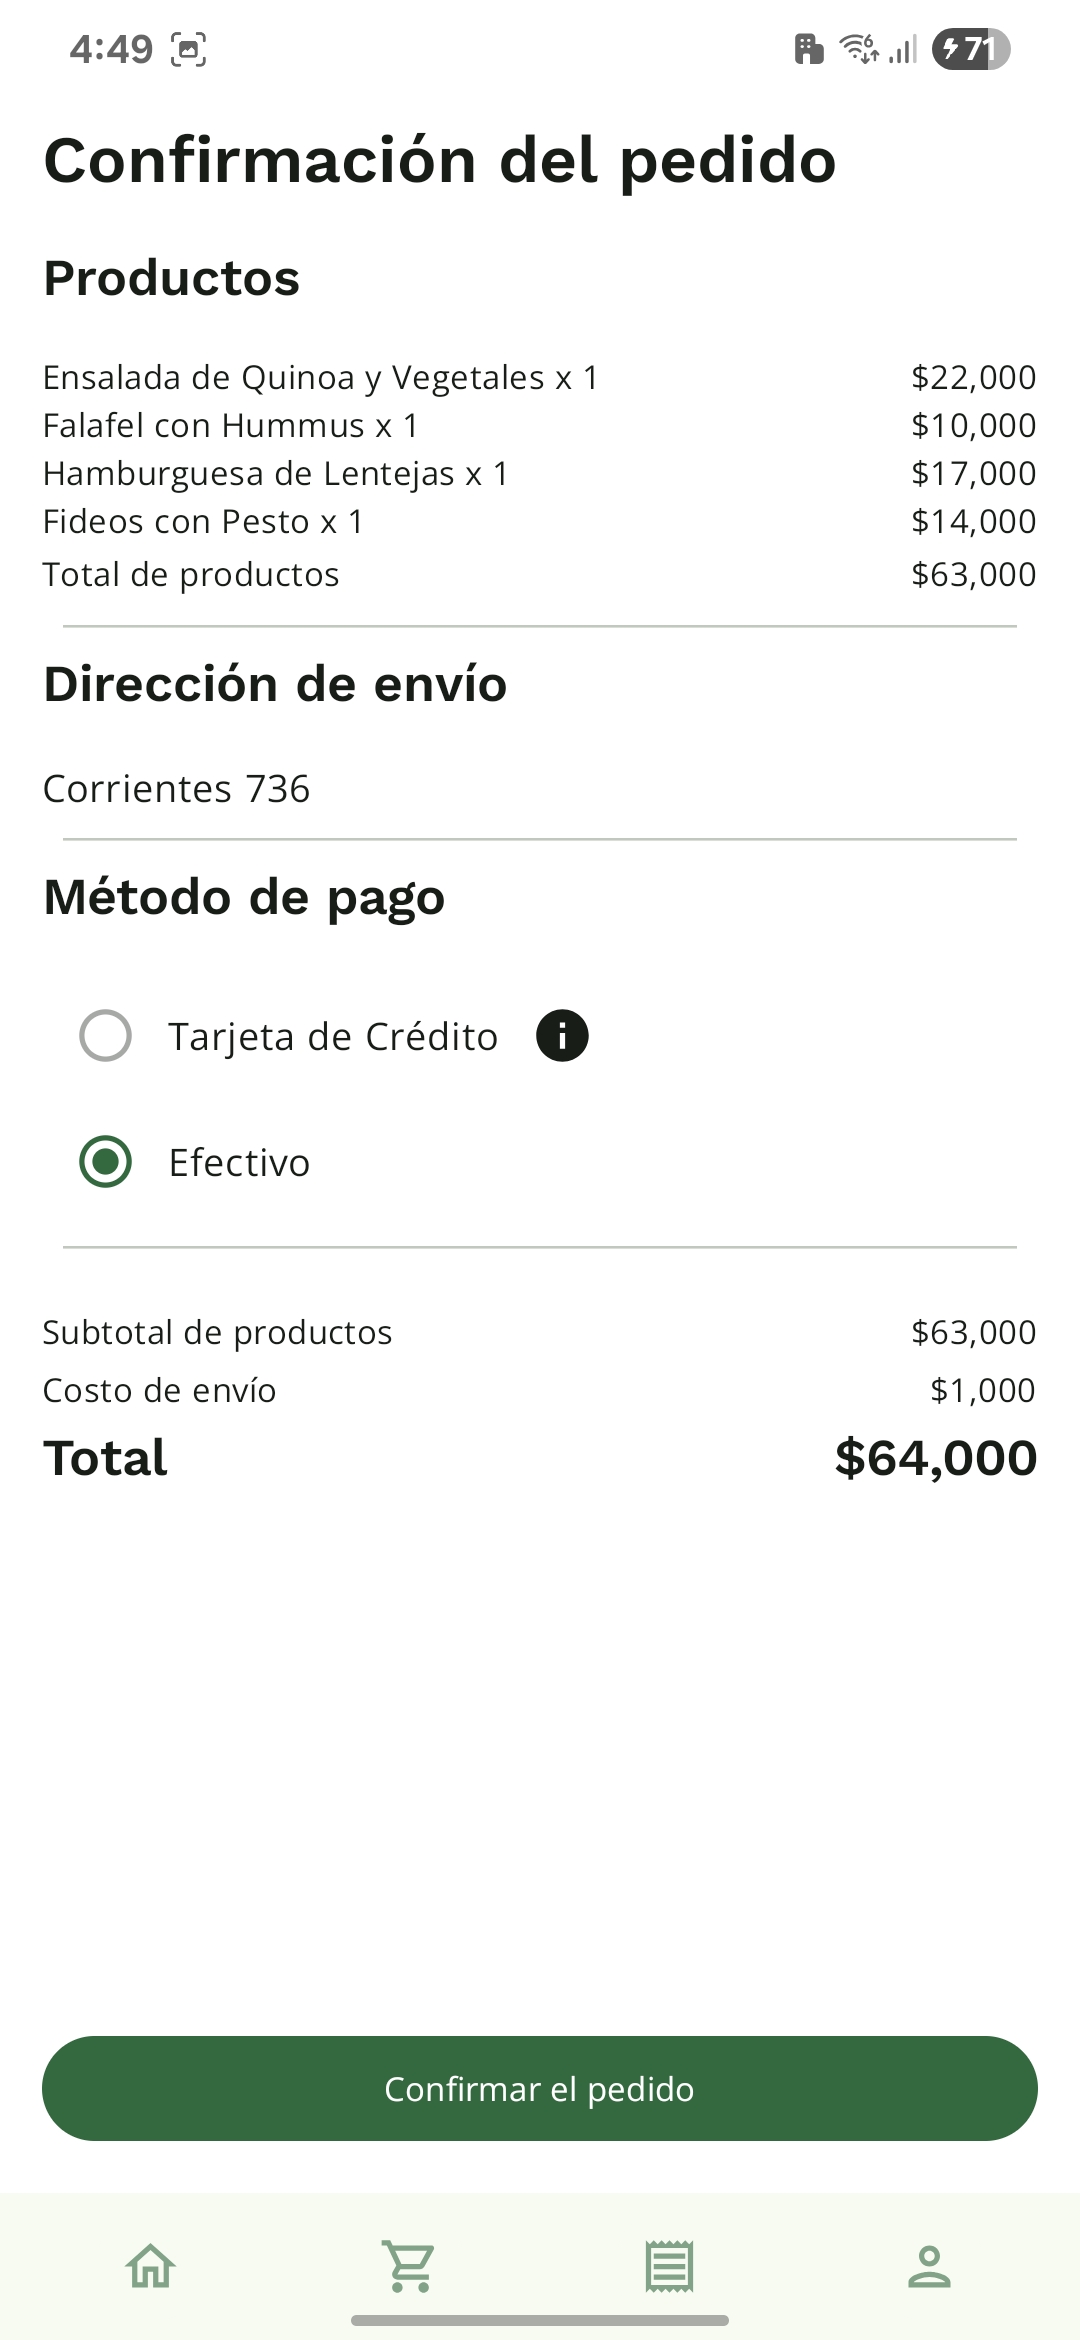 4:49
6
71
Confirmación del pedido
Productos
Ensalada de Quinoa y Vegetales x 1 $22,000
Falafel con Hummus x 1 $10,000
Hamburguesa de Lentejas x 1 $17,000
Fideos con Pesto x 1 $14,000
Total de productos $63,000
Dirección de envío
Corrientes 736
Método de pago
Tarjeta de Crédito
Efectivo
Subtotal de productos $63,000
Costo de envío $1,000
Total $64,000
Confirmar el pedido